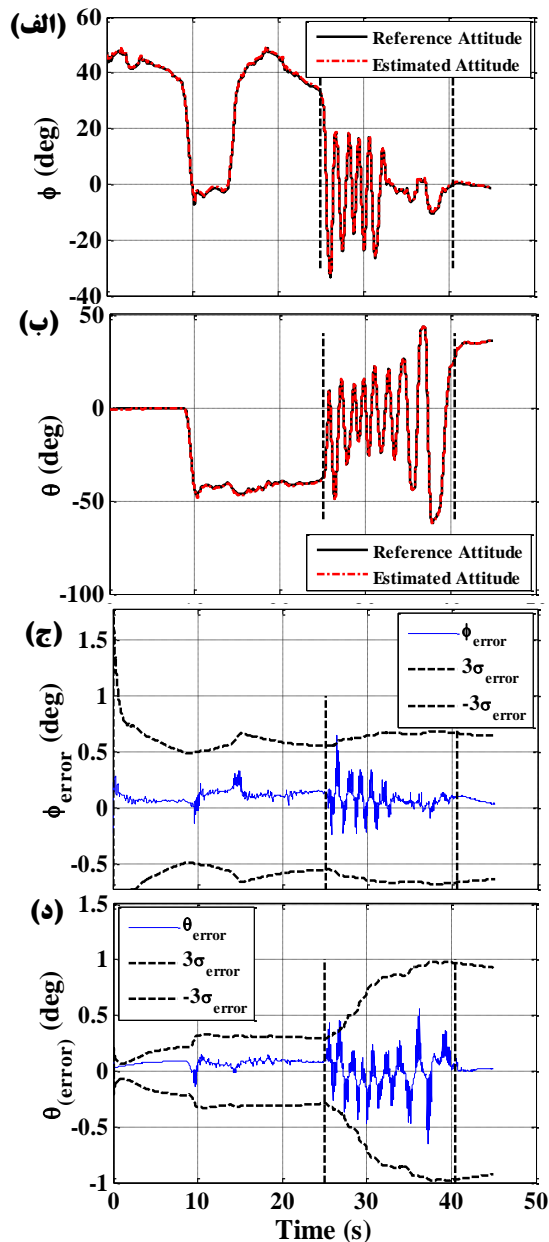 (الف)
60
40
20
0
-20
-40
ϕ (deg)
Reference Attitude
Estimated Attitude
(ب)
50
0
-50
-100
θ (deg)
Reference Attitude
Estimated Attitude
(ج)
1.5
1
0.5
0
-0.5
ϕerror (deg)
ϕerror
3σerror
-3σerror
(د)
1.5
1
0.5
0
-0.5
-1
θ(error) (deg)
θerror
3σerror
-3σerror
0 10 20 30 40 50
Time (s)